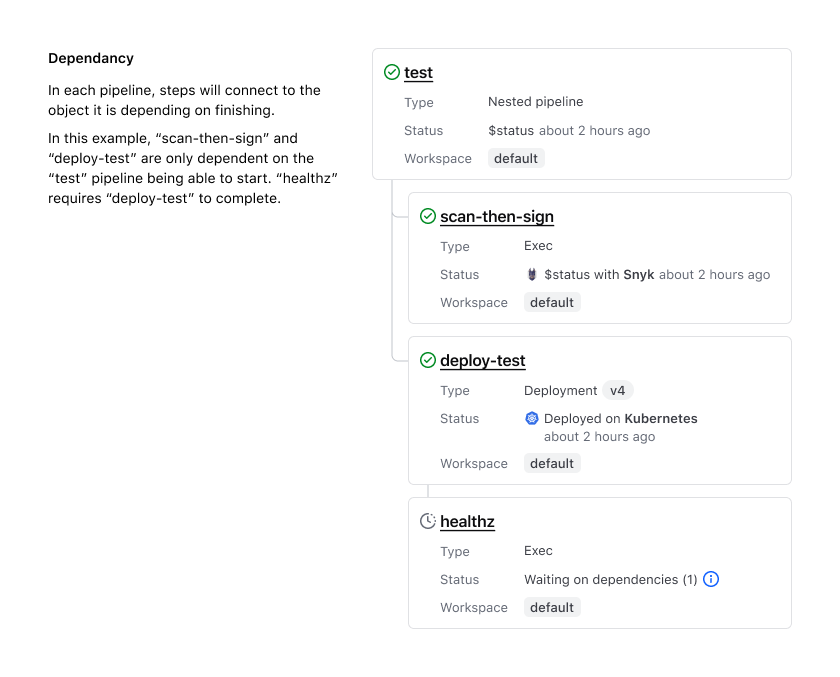 Dependancy
In each pipeline, steps will connect to the
object it is depending on finishing.
In this example, “scan-then-sign” and
“deploy-test” are only dependent on the
“test” pipeline being able to start. “healthz”
requires “deploy-test” to complete.
test
Type Nested pipeline
Status $status about 2 hours ago
Workspace default
scan-then-sign
Type Exec
Status $status with Snyk about 2 hours ago
Workspace default
deploy-test
Type Deployment v4
Status Deployed on Kubernetes
about 2 hours ago
Workspace default
healthz
Type Exec
Status Waiting on dependencies (1)
Workspace default